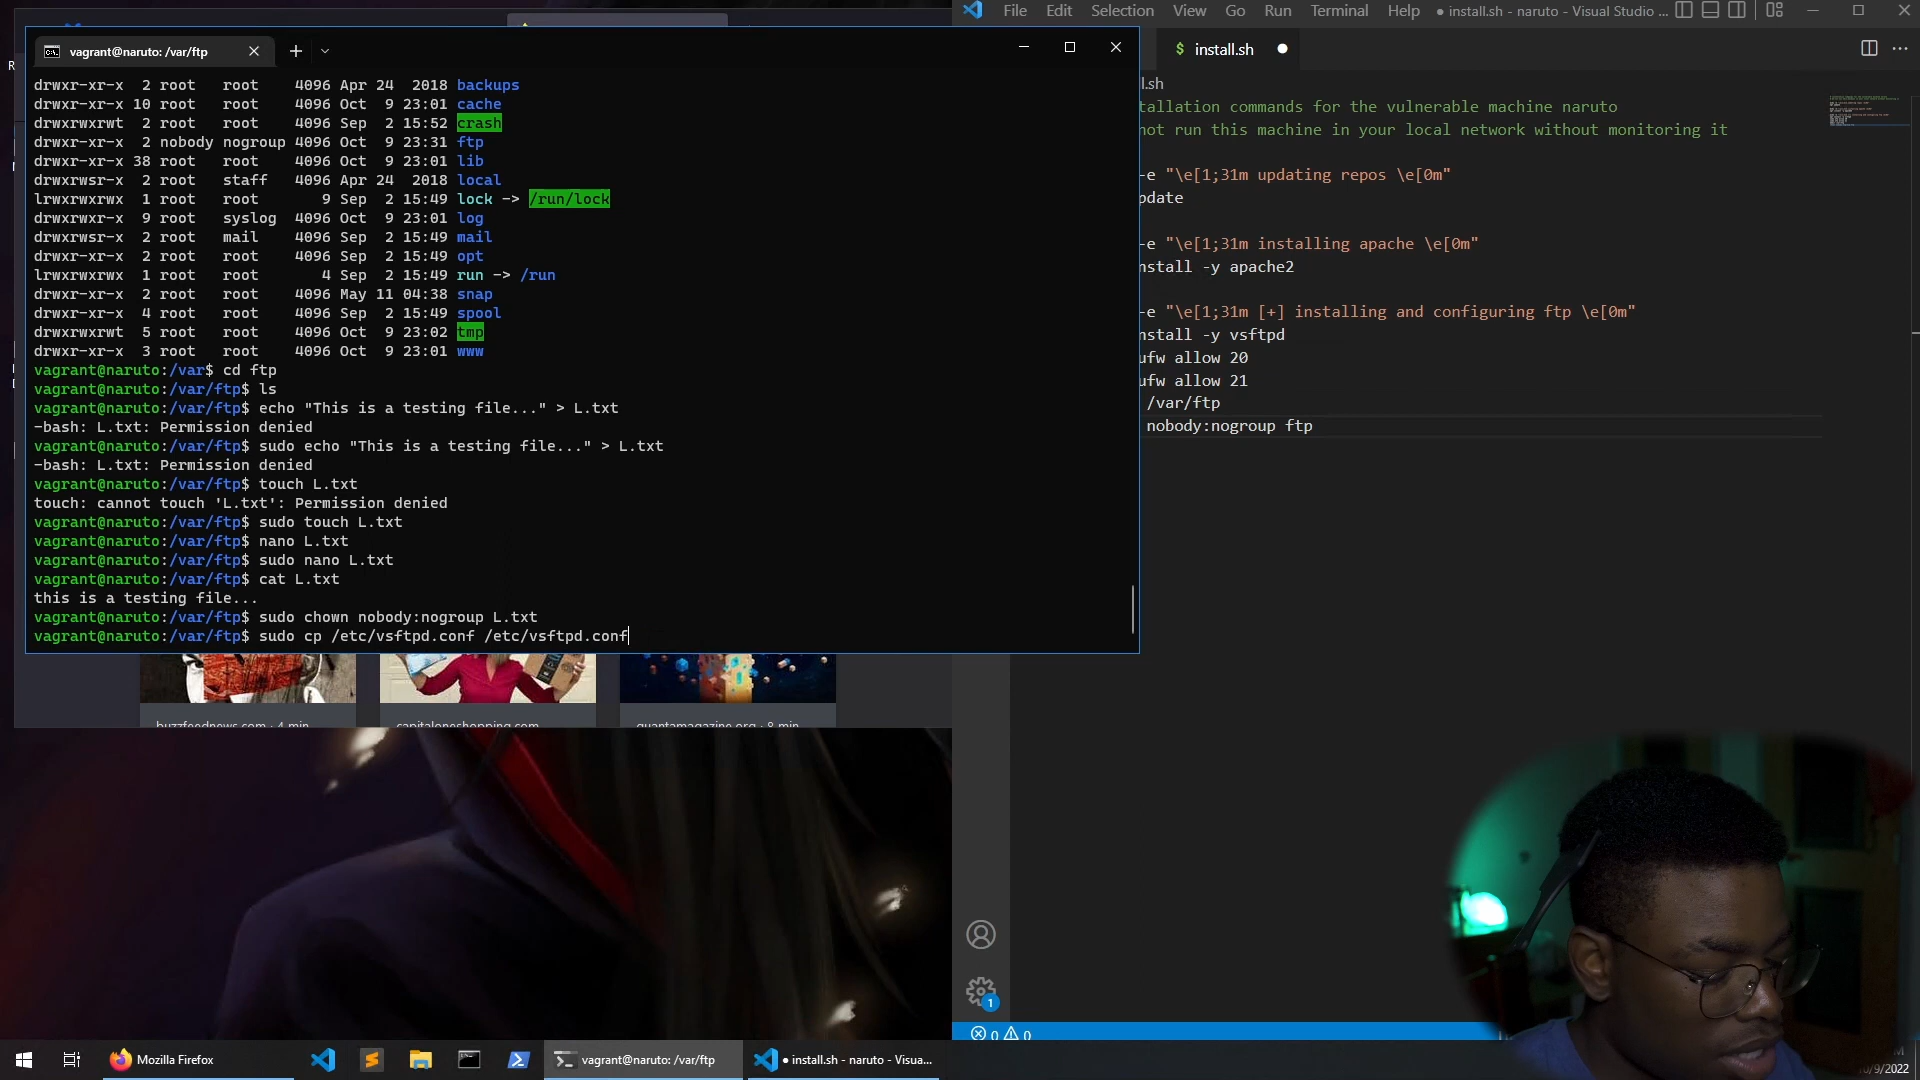 File Edit Selection View Go Run Terminal Help ● install.sh - naruto - Visual Studio ...
vagrant@naruto: /var/ftp
$ install.sh
l.sh
drwxr-xr-x 2 root root 4096 Apr 24 2018 backups
drwxr-xr-x 10 root root 4096 Oct 9 23:01 cache
drwxrwxrwt 2 root root 4096 Sep 2 15:52 crash
drwxr-xr-x 2 nobody nogroup 4096 Oct 9 23:31 ftp
drwxr-xr-x 38 root root 4096 Oct 9 23:01 lib
drwxrwsr-x 2 root staff 4096 Apr 24 2018 local
lrwxrwxrwx 1 root root 9 Sep 2 15:49 lock -> /run/lock
drwxrwxr-x 9 root syslog 4096 Oct 9 23:01 log
drwxrwsr-x 2 root mail 4096 Sep 2 15:49 mail
drwxr-xr-x 2 root root 4096 Sep 2 15:49 opt
lrwxrwxrwx 1 root root 4 Sep 2 15:49 run -> /run
drwxr-xr-x 2 root root 4096 May 11 04:38 snap
drwxr-xr-x 4 root root 4096 Sep 2 15:49 spool
drwxrwxrwt 5 root root 4096 Oct 9 23:02 tmp
drwxr-xr-x 3 root root 4096 Oct 9 23:01 www
vagrant@naruto:/var$ cd ftp
vagrant@naruto:/var/ftp$ ls
vagrant@naruto:/var/ftp$ echo "This is a testing file..." > L.txt
-bash: L.txt: Permission denied
vagrant@naruto:/var/ftp$ sudo echo "This is a testing file..." > L.txt
-bash: L.txt: Permission denied
vagrant@naruto:/var/ftp$ touch L.txt
touch: cannot touch 'L.txt': Permission denied
vagrant@naruto:/var/ftp$ sudo touch L.txt
vagrant@naruto:/var/ftp$ nano L.txt
vagrant@naruto:/var/ftp$ sudo nano L.txt
vagrant@naruto:/var/ftp$ cat L.txt
this is a testing file...
vagrant@naruto:/var/ftp$ sudo chown nobody:nogroup L.txt
vagrant@naruto:/var/ftp$ sudo cp /etc/vsftpd.conf /etc/vsftpd.conf
tallation commands for the vulnerable machine naruto
not run this machine in your local network without monitoring it
-e "\e[1;31m updating repos \e[0m"
pdate
-e "\e[1;31m installing apache \e[0m"
nstall -y apache2
-e "\e[1;31m [+] installing and configuring ftp \e[0m"
nstall -y vsftpd
ufw allow 20
ufw allow 21
/var/ftp
nobody:nogroup ftp
buzzfeednews.com · 4 min
capitaloneshopping.com
quantamagazine.org · 8 min
1
0 0
Mozilla Firefox
vagrant@naruto: /var/ftp
● install.sh - naruto - Visua...
/9/2022